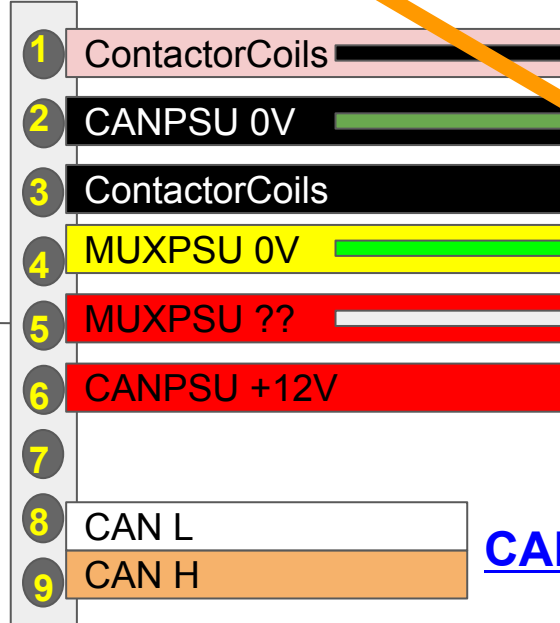 1 ContactorCoils
2 CANPSU 0V
3 ContactorCoils
4 MUXPSU 0V
5 MUXPSU ??
6 CANPSU +12V
7
8 CAN L
9 CAN H